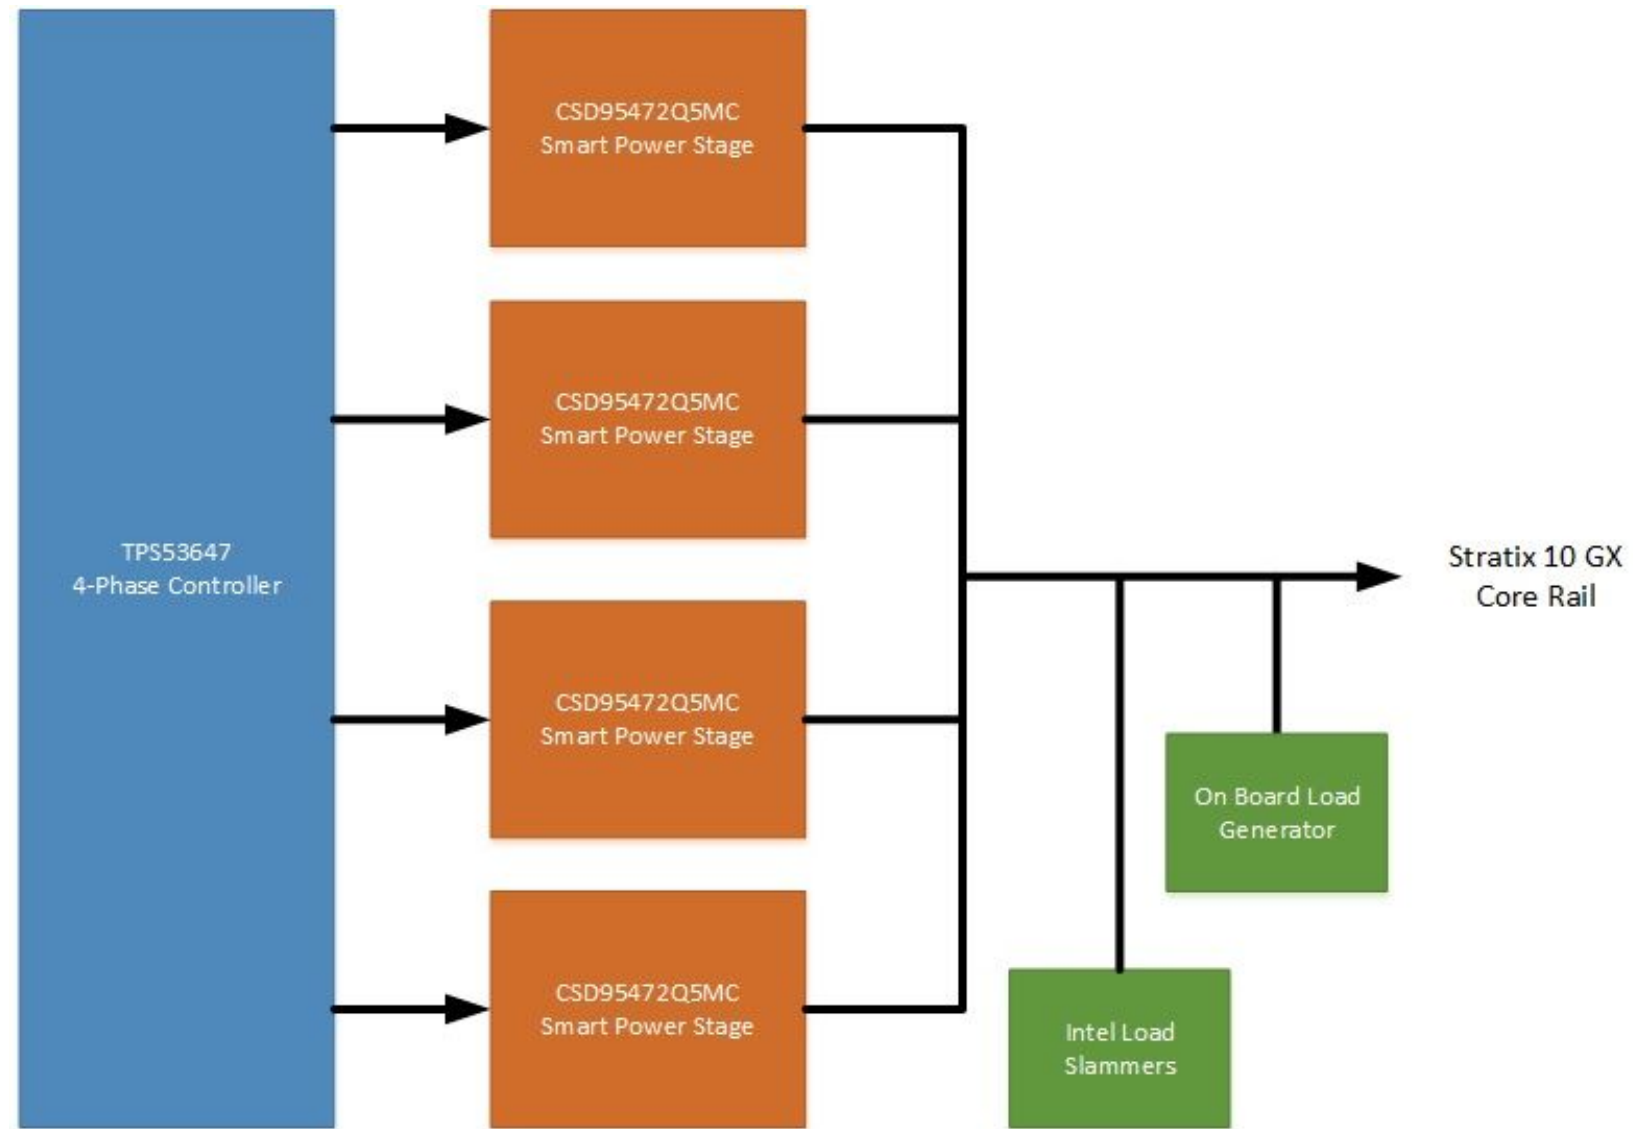 CSD95472Q5MC
Smart Power Stage
CSD95472Q5MC
Smart Power Stage
TPS53647
4-Phase Controller
Stratix 10 GX
Core Rail
CSD95472Q5MC
Smart Power Stage
On Board Load
Generator
CSD95472Q5MC
Smart Power Stage
Intel Load
Slammers